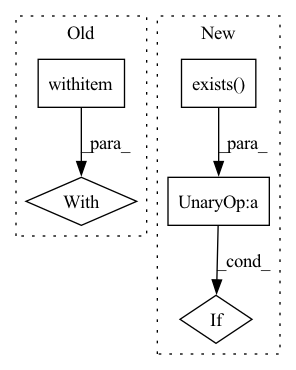 Old
New
withitem
exists()
_para_
_para_
With
UnaryOp:a
_cond_
If